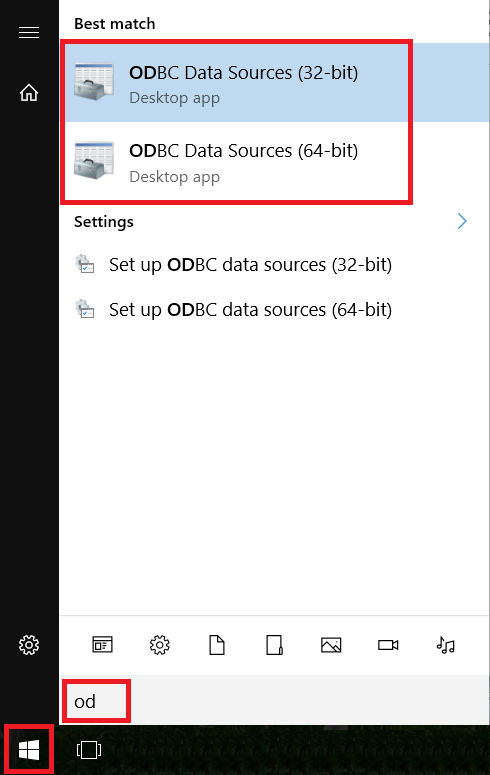 Best match
ODBC Data Sources (32-bit)
Desktop app
ODBC Data Sources (64-bit)
Desktop app
Settings
Set up ODBC data sources (32-bit)
Set up ODBC data sources (64-bit)
od